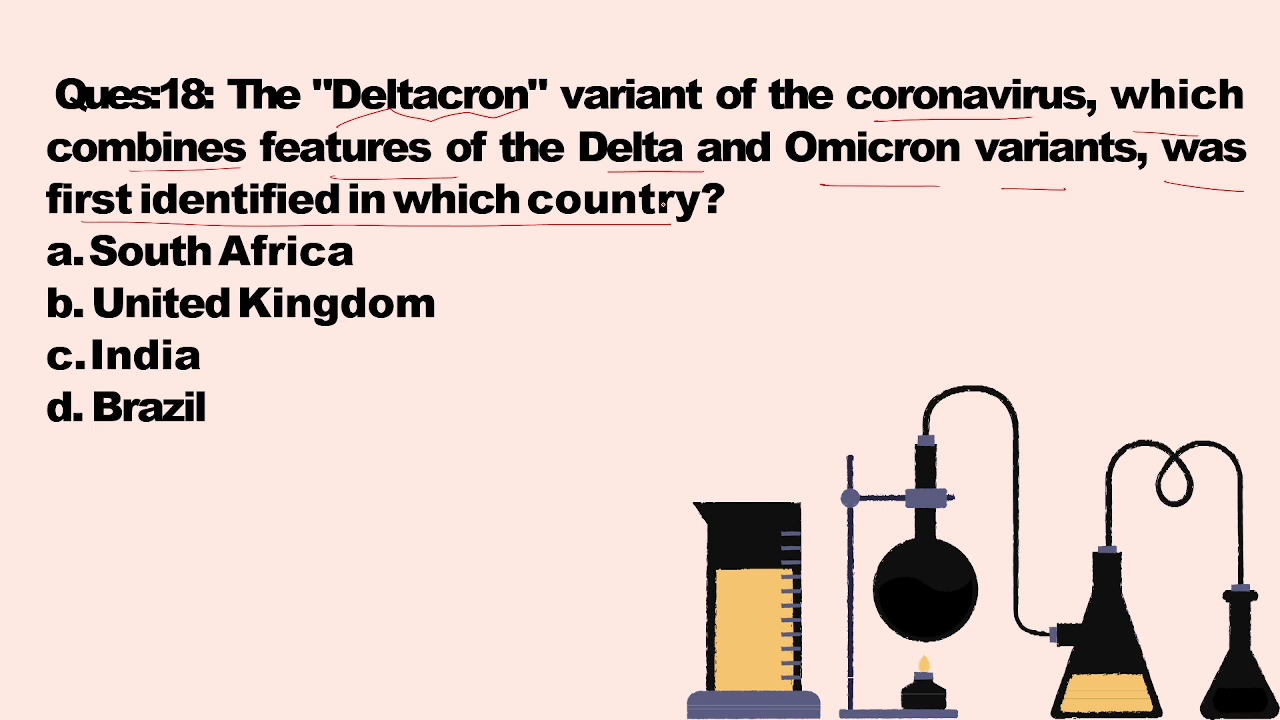 Ques:18: The "Deltacron" variant of the coronavirus, which
combines features of the Delta and Omicron variants, was
first identified in which country?
a. South Africa
b. United Kingdom
c. India
d. Brazil